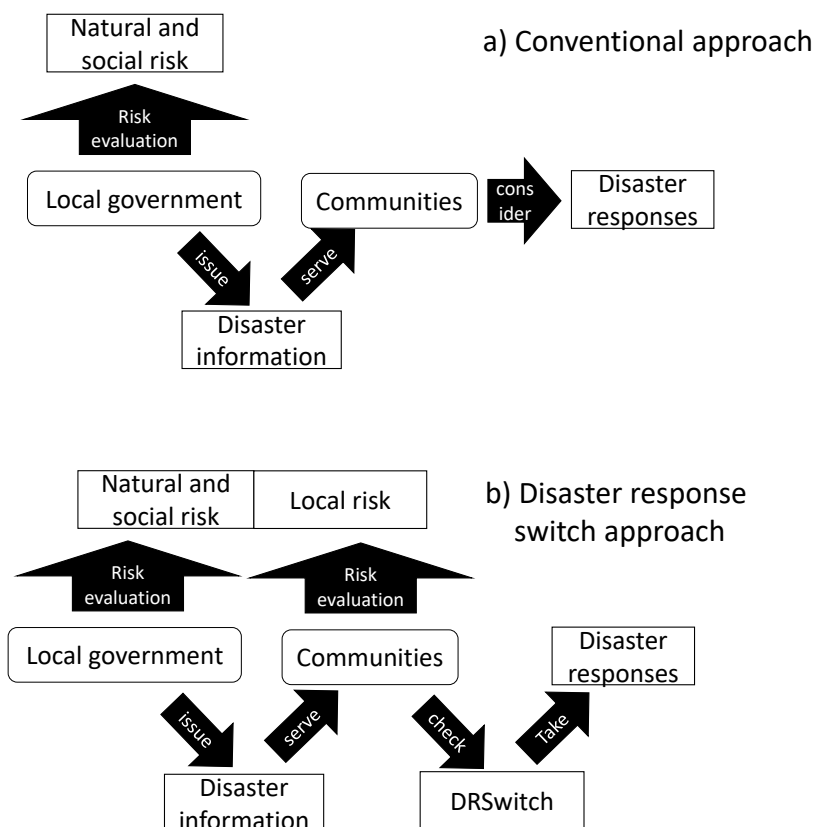 a) Conventional approach
Natural and
social risk
Risk
evaluation
Local government
Communities
cons
ider
Disaster
responses
issue
serve
Disaster
information
b) Disaster response
switch approach
Natural and
social risk
Local risk
Risk
evaluation
Risk
evaluation
Local government
Communities
Disaster
responses
issue
serve
check
Take
Disaster
information
DRSwitch